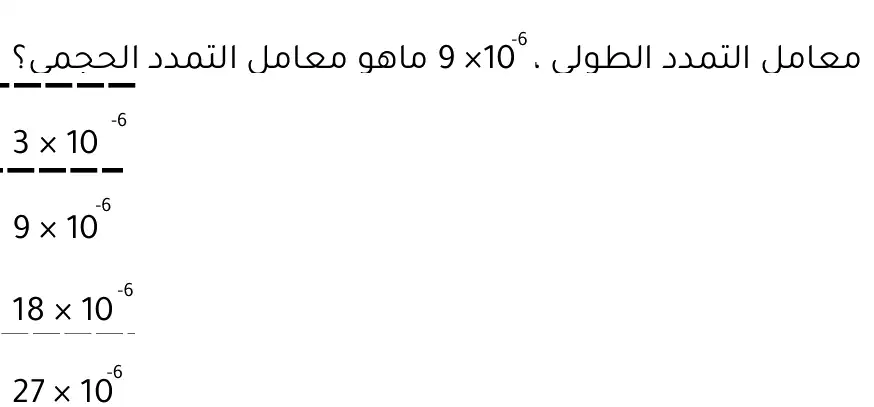 معامل التمدد الطولي ، 9 ×10⁻⁶ ماهو معامل التمدد الحجمي؟
3 × 10⁻⁶
9 × 10⁻⁶
18 × 10⁻⁶
27 × 10⁻⁶